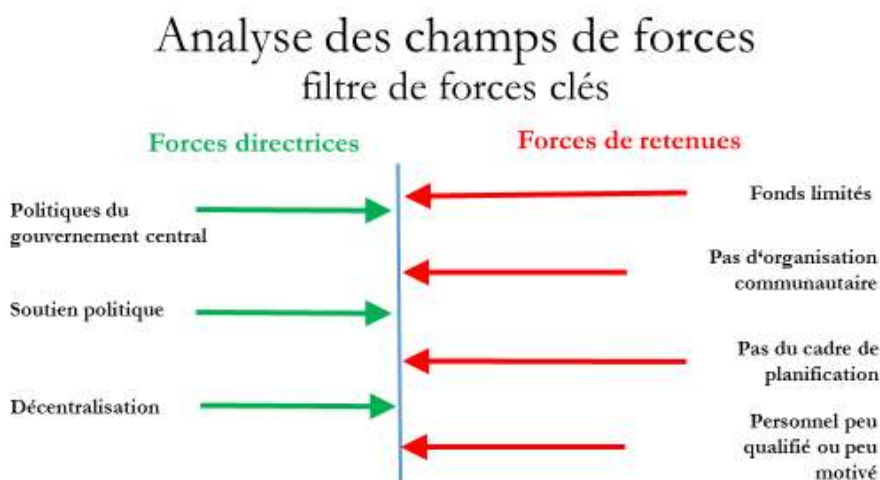 Analyse des champs de forces
filtre de forces clés
Forces directrices
Forces de retenues
Politiques du
gouvernement central
Soutien politique
Décentralisation
Fonds limités
Pas d‘organisation
communautaire
Pas du cadre de
planification
Personnel peu
qualifié ou peu
motivé